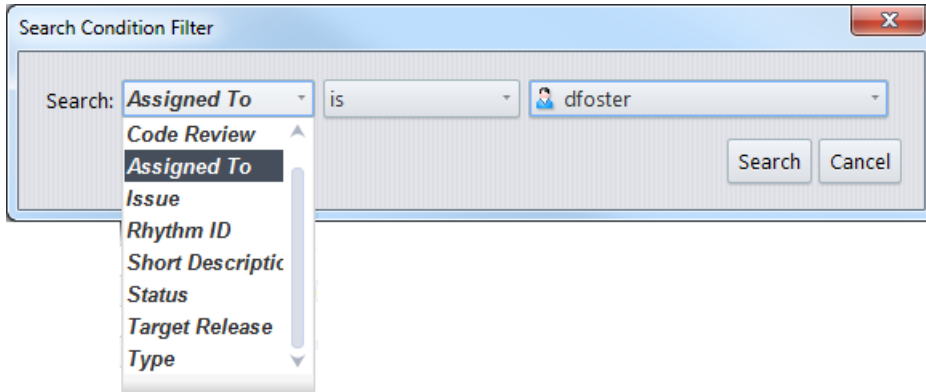 Search Condition Filter
Search: Assigned To is dfoster
Code Review
Assigned To
Issue
Rhythm ID
Short Descriptic
Status
Target Release
Type
Search Cancel